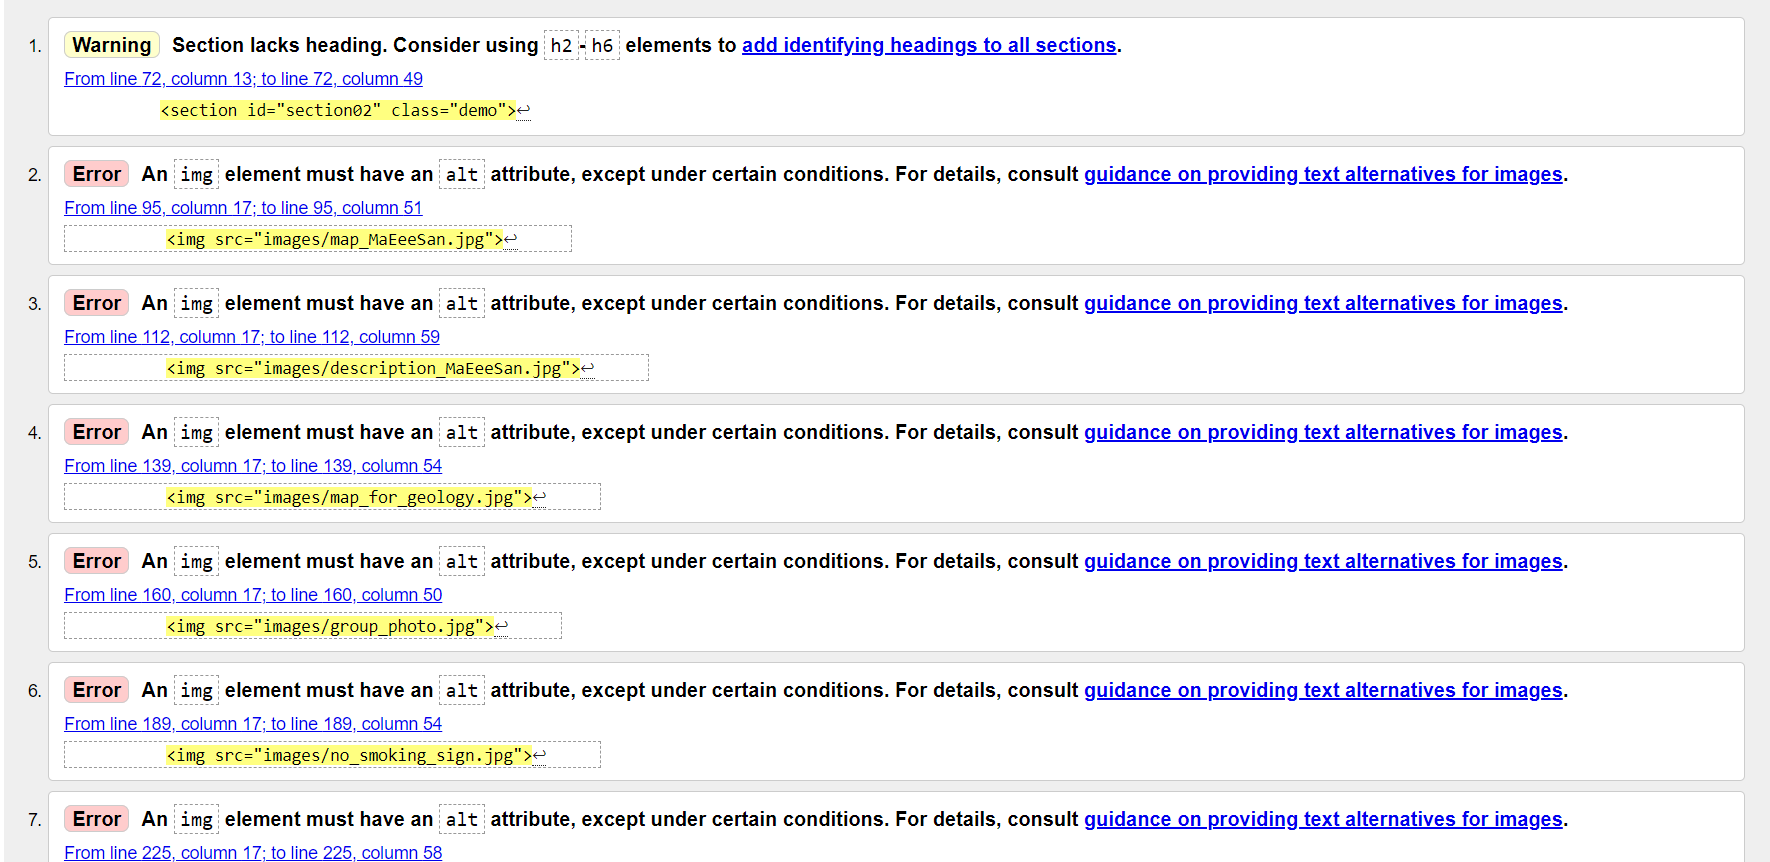 1. Warning Section lacks heading. Consider using h2-h6 elements to add identifying headings to all sections.
From line 72, column 13; to line 72, column 49
<section id="section02" class="demo">↩
2. Error An img element must have an alt attribute, except under certain conditions. For details, consult guidance on providing text alternatives for images.
From line 95, column 17; to line 95, column 51
<img src="images/map_MaEeeSan.jpg">↩
3. Error An img element must have an alt attribute, except under certain conditions. For details, consult guidance on providing text alternatives for images.
From line 112, column 17; to line 112, column 59
<img src="images/description_MaEeeSan.jpg">↩
4. Error An img element must have an alt attribute, except under certain conditions. For details, consult guidance on providing text alternatives for images.
From line 139, column 17; to line 139, column 54
<img src="images/map_for_geology.jpg">↩
5. Error An img element must have an alt attribute, except under certain conditions. For details, consult guidance on providing text alternatives for images.
From line 160, column 17; to line 160, column 50
<img src="images/group_photo.jpg">↩
6. Error An img element must have an alt attribute, except under certain conditions. For details, consult guidance on providing text alternatives for images.
From line 189, column 17; to line 189, column 54
<img src="images/no_smoking_sign.jpg">↩
7. Error An img element must have an alt attribute, except under certain conditions. For details, consult guidance on providing text alternatives for images.
From line 225, column 17; to line 225, column 58